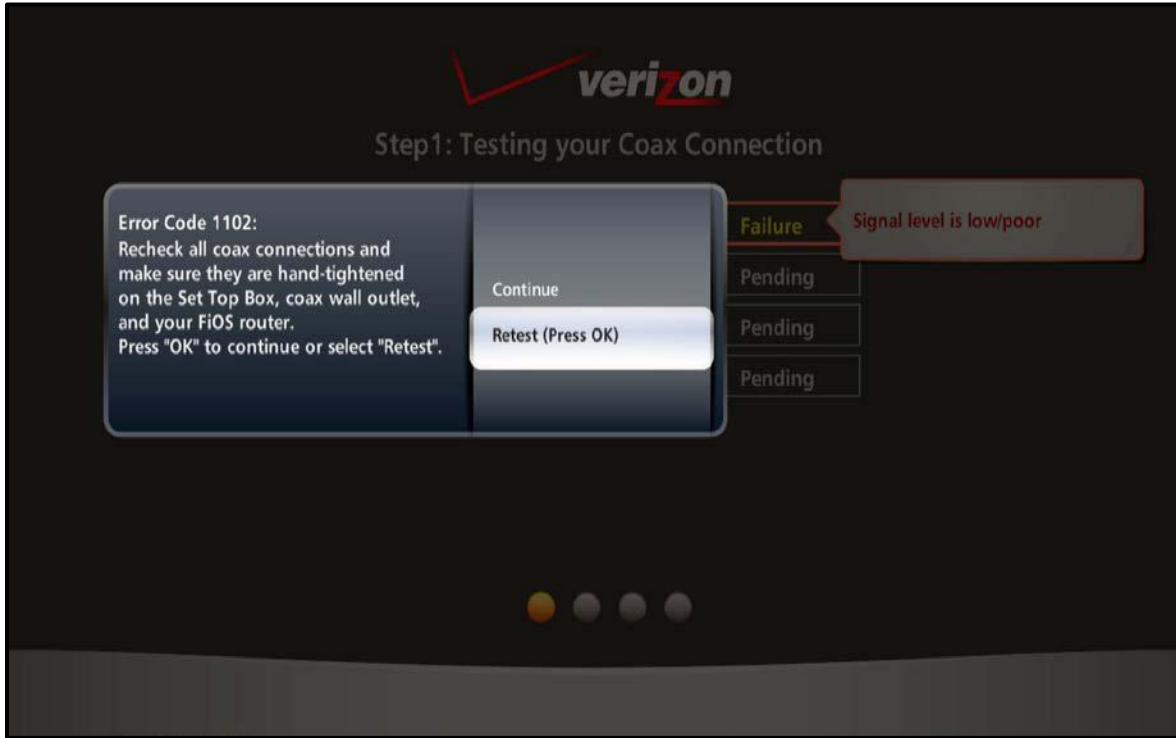 verizon
Step1: Testing your Coax Connection
Error Code 1102:
Recheck all coax connections and
make sure they are hand-tightened
on the Set Top Box, coax wall outlet,
and your FiOS router.
Press "OK" to continue or select "Retest".
Continue
Retest (Press OK)
Failure
Signal level is low/poor
Pending
Pending
Pending